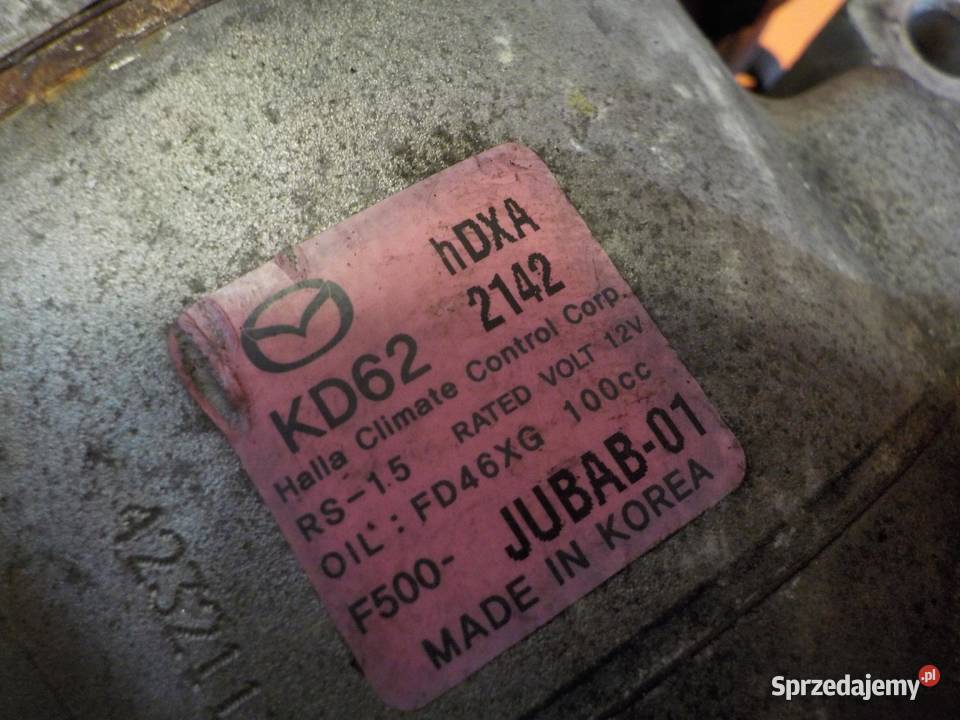 hDXA
2142
KD62
Halla Climate Control Corp.
RS-1.5 RATED VOLT 12V
OIL : FD46XG 100cc
F500- JUBAB-01
MADE IN KOREA
Sprzedajemy.pl